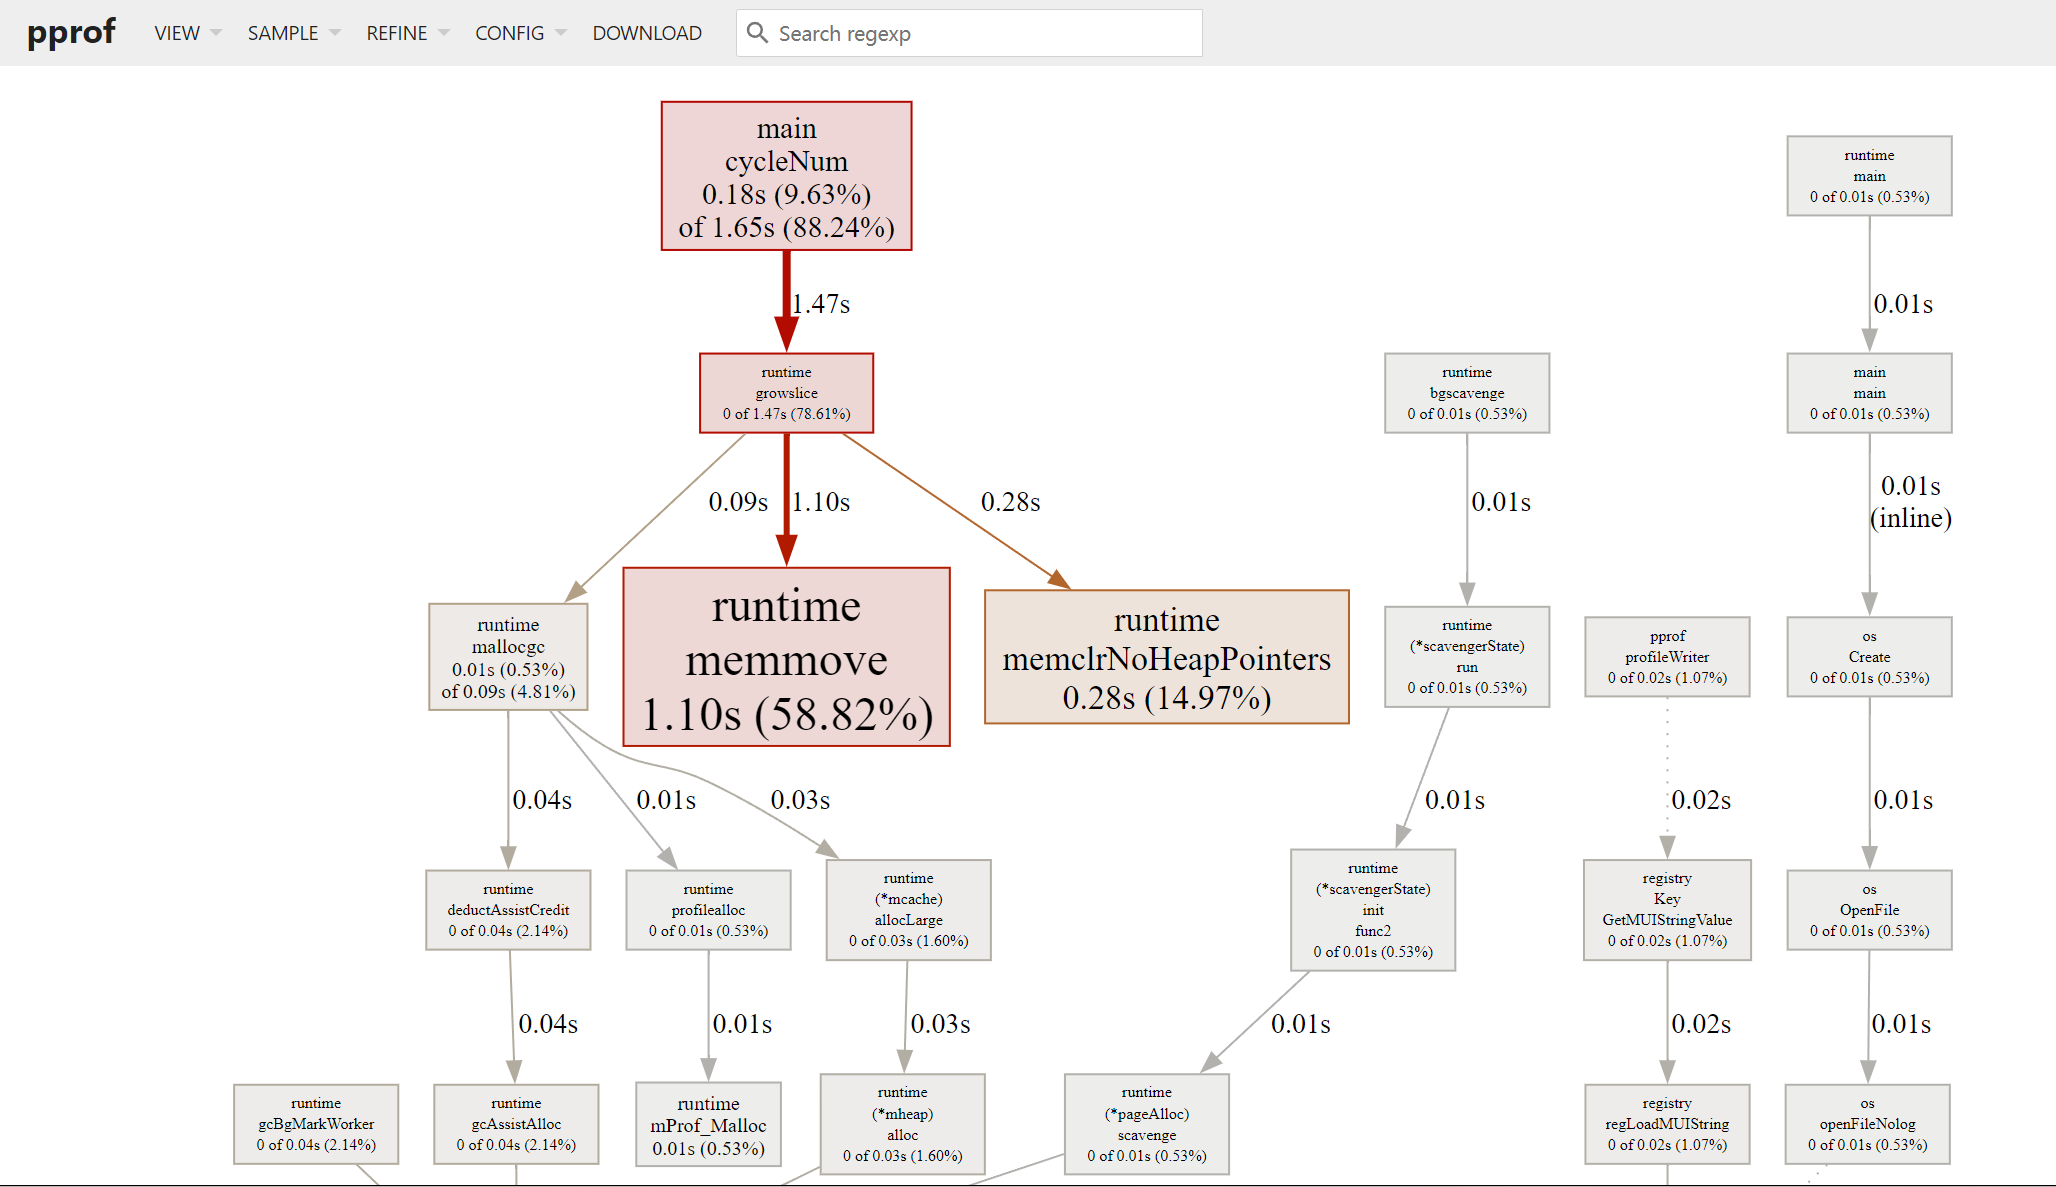 pprof
VIEW
SAMPLE
REFINE
CONFIG
DOWNLOAD
Search regexp
main
cycleNum
0.18s (9.63%)
of 1.65s (88.24%)
runtime
main
0 of 0.01s (0.53%)
1.47s
0.01s
runtime
growslice
0 of 1.47s (78.61%)
runtime
bgscavenge
0 of 0.01s (0.53%)
main
main
0 of 0.01s (0.53%)
0.09s
1.10s
0.28s
0.01s
0.01s
(inline)
runtime
mallocgc
0.01s (0.53%)
of 0.09s (4.81%)
runtime
memmove
1.10s (58.82%)
runtime
memclrNoHeapPointers
0.28s (14.97%)
runtime
(*scavengerState)
run
0 of 0.01s (0.53%)
pprof
profileWriter
0 of 0.02s (1.07%)
os
Create
0 of 0.01s (0.53%)
0.04s
0.01s
0.03s
0.01s
0.02s
0.01s
runtime
deductAssistCredit
0 of 0.04s (2.14%)
runtime
profilealloc
0 of 0.01s (0.53%)
runtime
(*mcache)
allocLarge
0 of 0.03s (1.60%)
runtime
(*scavengerState)
init
func2
0 of 0.01s (0.53%)
registry
Key
GetMUIStringValue
0 of 0.02s (1.07%)
os
OpenFile
0 of 0.01s (0.53%)
0.04s
0.01s
0.03s
0.01s
0.02s
0.01s
runtime
gcBgMarkWorker
0 of 0.04s (2.14%)
runtime
gcAssistAlloc
0 of 0.04s (2.14%)
runtime
mProf_Malloc
0.01s (0.53%)
runtime
(*mheap)
alloc
0 of 0.03s (1.60%)
runtime
(*pageAlloc)
scavenge
0 of 0.01s (0.53%)
registry
regLoadMUIString
0 of 0.02s (1.07%)
os
openFileNolog
0 of 0.01s (0.53%)